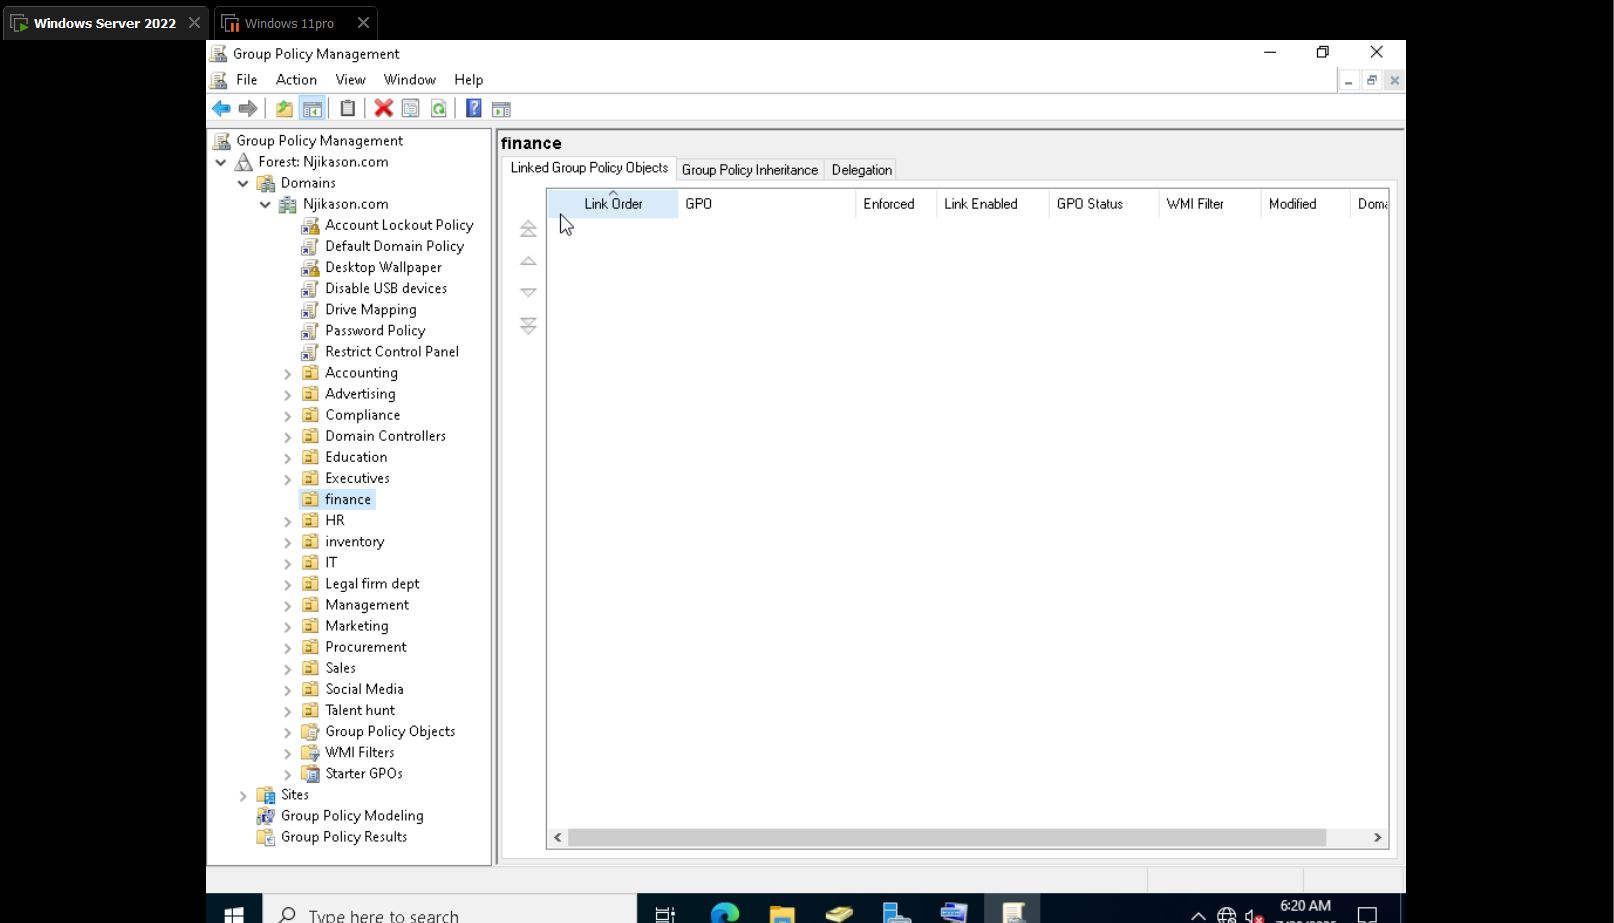 Windows Server 2022
Windows 11pro
Group Policy Management
File Action View Window Help
Group Policy Management
Forest: Njikason.com
Domains
Njikason.com
Account Lockout Policy
Default Domain Policy
Desktop Wallpaper
Disable USB devices
Drive Mapping
Password Policy
Restrict Control Panel
Accounting
Advertising
Compliance
Domain Controllers
Education
Executives
finance
HR
inventory
IT
Legal firm dept
Management
Marketing
Procurement
Sales
Social Media
Talent hunt
Group Policy Objects
WMI Filters
Starter GPOs
Sites
Group Policy Modeling
Group Policy Results
finance
Linked Group Policy Objects Group Policy Inheritance Delegation
Link Order GPO Enforced Link Enabled GPO Status WMI Filter Modified Doma
Type here to search
6:20 AM